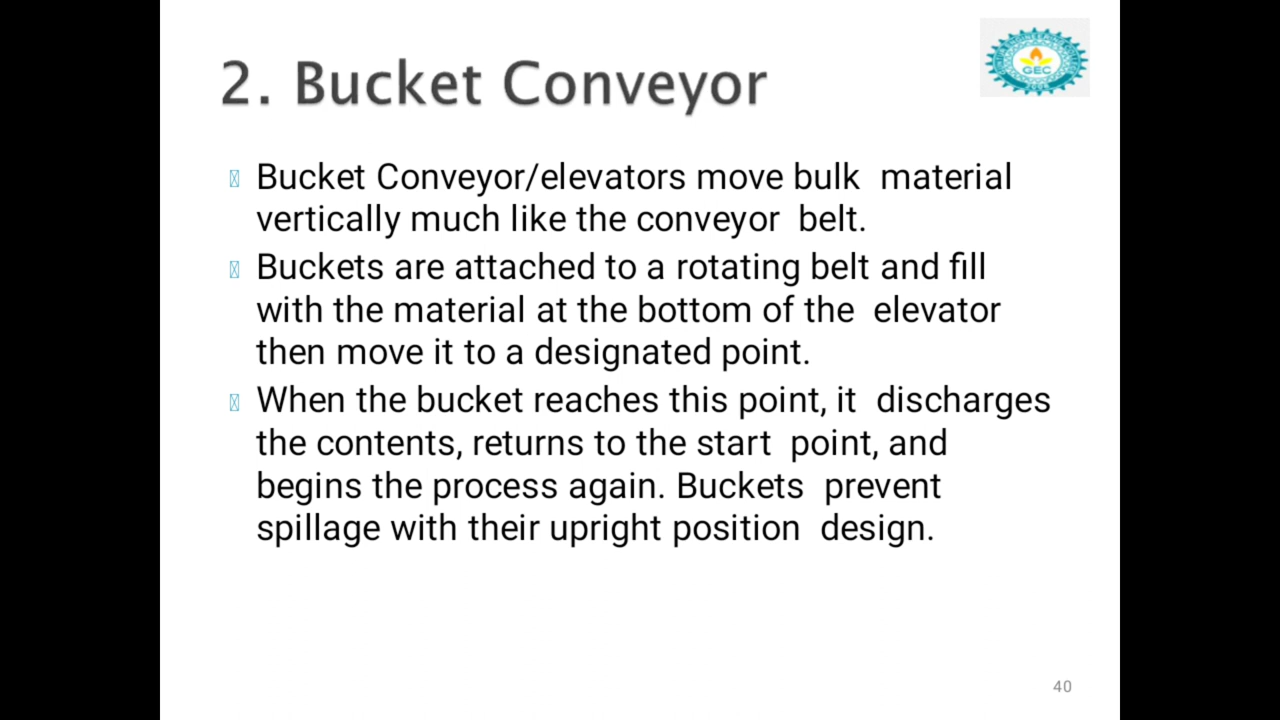 2. Bucket Conveyor
GEC
Bucket Conveyor/elevators move bulk  material
vertically much like the conveyor  belt.
Buckets are attached to a rotating belt and fill
with the material at the bottom of the  elevator
then move it to a designated point.
When the bucket reaches this point, it  discharges
the contents, returns to the start  point, and
begins the process again. Buckets  prevent
spillage with their upright position  design.
40